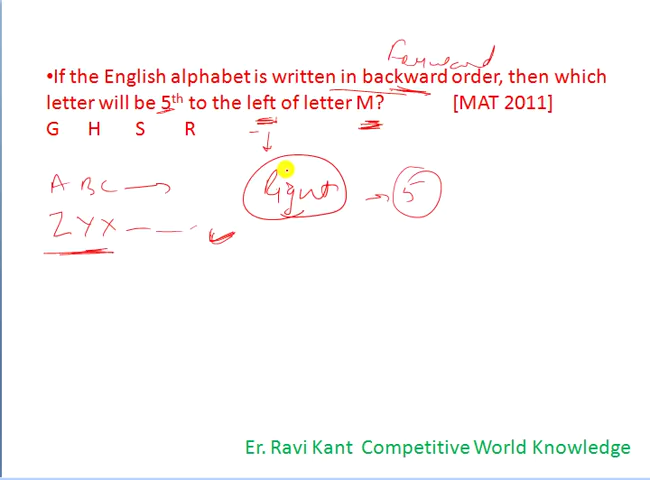 Forward
•If the English alphabet is written in backward order, then which
letter will be 5th to the left of letter M? [MAT 2011]
G H S R
A B C
Right 5
Z Y X
Er. Ravi Kant Competitive World Knowledge